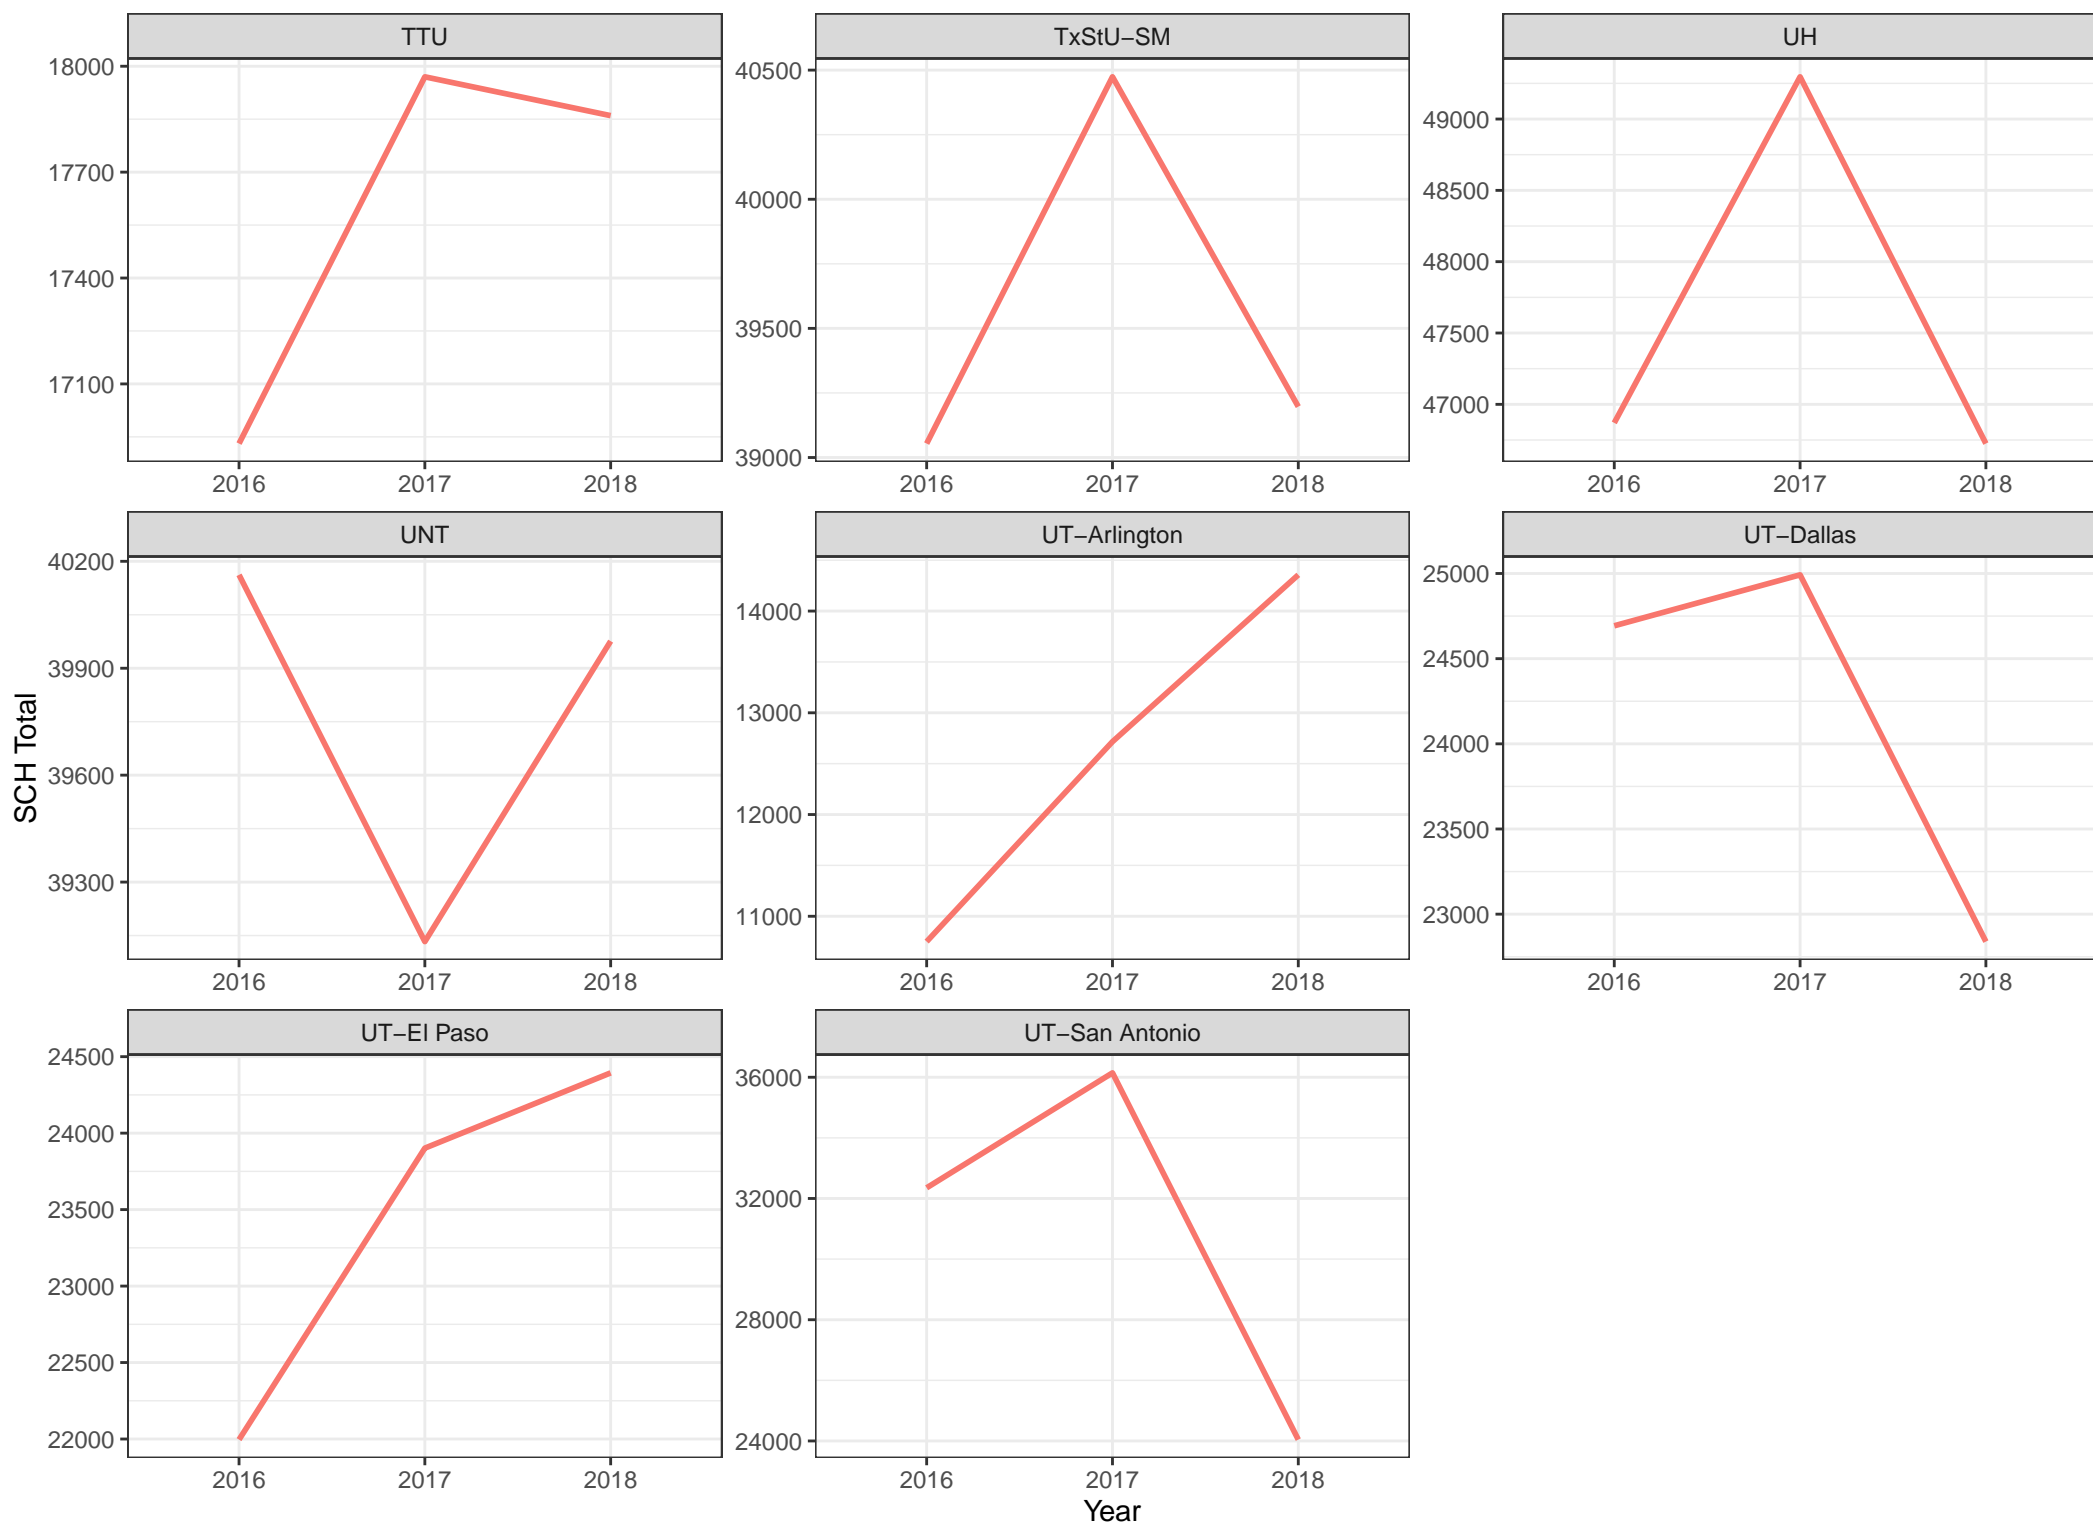 TTU
18000
17700
17400
17100
2016 2017 2018
TxStU−SM
40500
40000
39500
39000
2016 2017 2018
UH
49000
48500
48000
47500
47000
2016 2017 2018
UNT
40200
39900
39600
39300
2016 2017 2018
UT−Arlington
14000
13000
12000
11000
2016 2017 2018
UT−Dallas
25000
24500
24000
23500
23000
2016 2017 2018
UT−El Paso
24500
24000
23500
23000
22500
22000
2016 2017 2018
UT−San Antonio
36000
32000
28000
24000
2016 2017 2018
SCH Total
Year